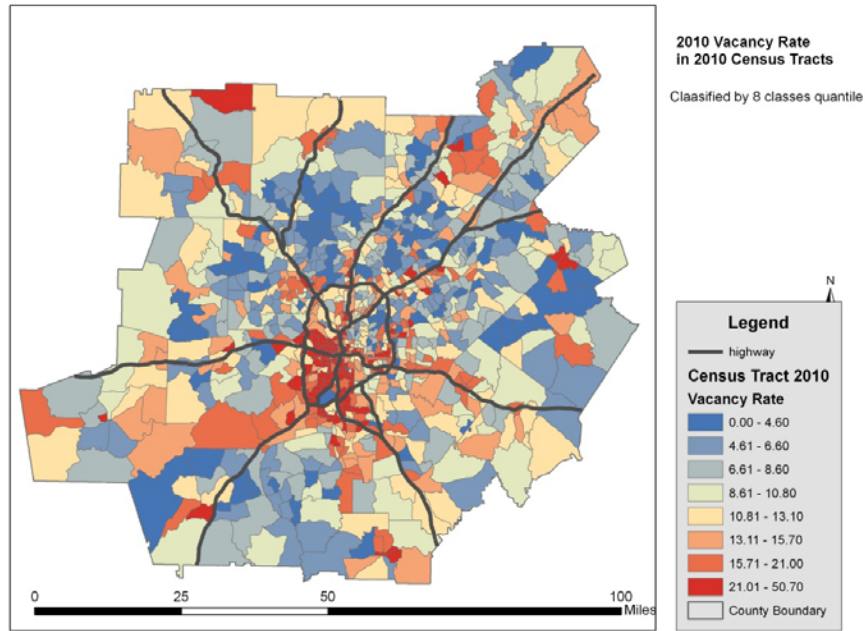 2010 Vacancy Rate
in 2010 Census Tracts
Claasified by 8 classes quantile
N
Legend
highway
Census Tract 2010
Vacancy Rate
0.00 - 4.60
4.61 - 6.60
6.61 - 8.60
8.61 - 10.80
10.81 - 13.10
13.11 - 15.70
15.71 - 21.00
21.01 - 50.70
County Boundary
0 25 50 100
Miles